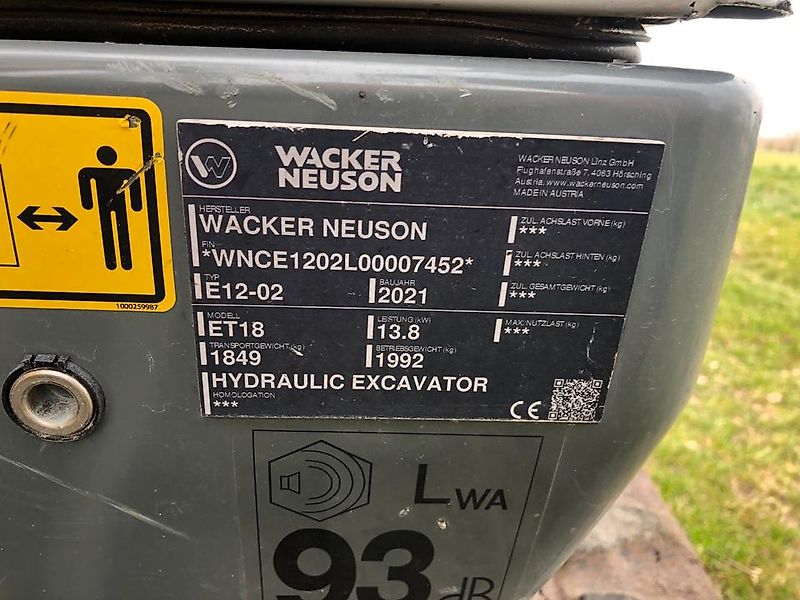 WACKER
NEUSON
WACKER NEUSON Linz GmbH
Flughafenstraße 7, 4063 Hörsching
Austria, www.wackerneuson.com
MADE IN AUSTRIA
HERSTELLER
WACKER NEUSON
FIN
*WNCE1202L00007452*
TYP
E12-02
BAUJAHR
2021
ZUL. ACHSLAST VORNE (kg)
***
ZUL. ACHSLAST HINTEN (kg)
***
ZUL. GESAMTGEWICHT (kg)
***
MODELL
ET18
LEISTUNG (kW)
13.8
MAX. NUTZLAST (kg)
***
TRANSPORTGEWICHT (kg)
1849
BETRIEBSGEWICHT (kg)
1992
HYDRAULIC EXCAVATOR
HOMOLOGATION
***
CE
1000259987
LWA
93 dB